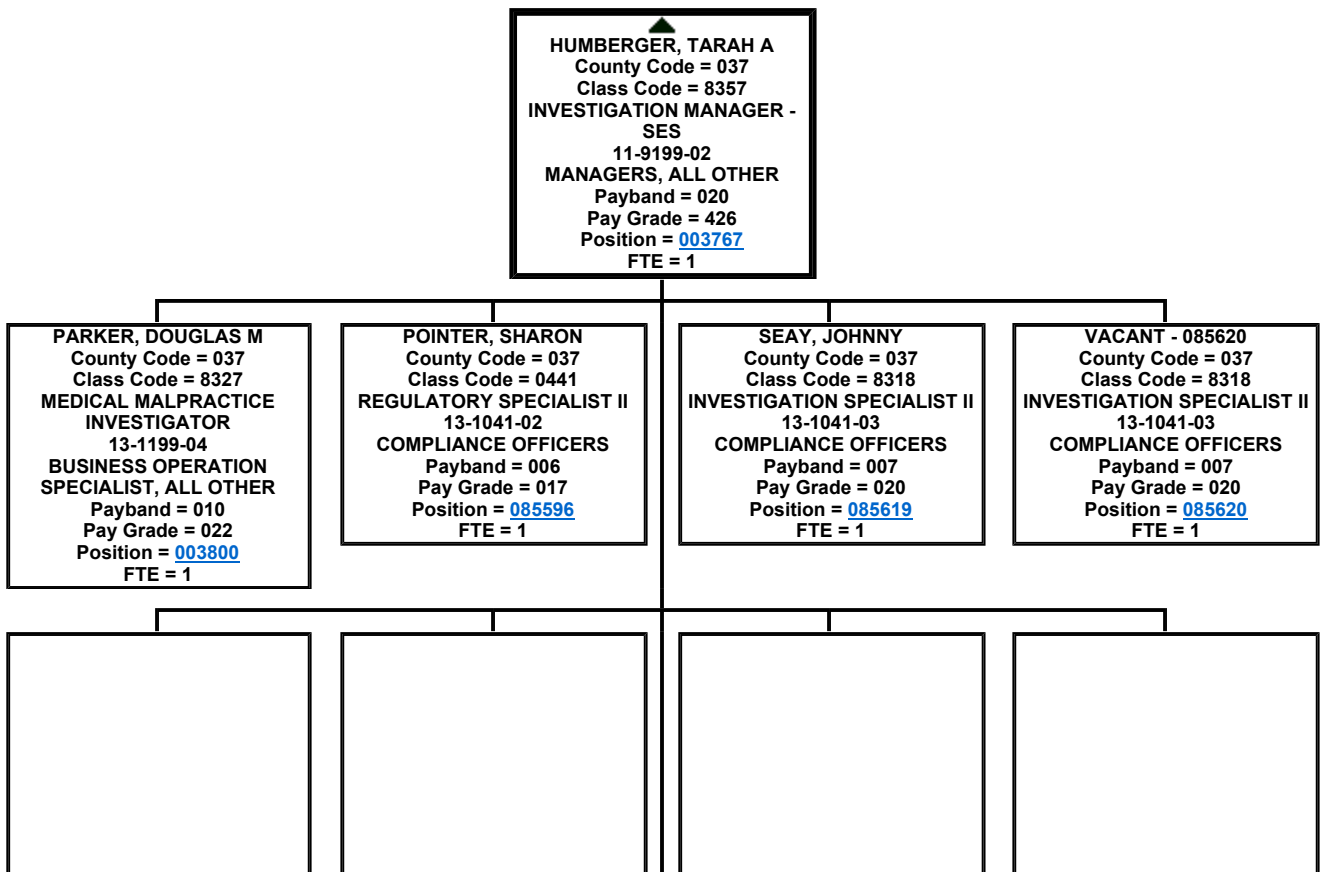 HUMBERGER, TARAH A
County Code = 037
Class Code = 8357
INVESTIGATION MANAGER -
SES
11-9199-02
MANAGERS, ALL OTHER
Payband = 020
Pay Grade = 426
Position = 003767
FTE = 1
PARKER, DOUGLAS M
County Code = 037
Class Code = 8327
MEDICAL MALPRACTICE
INVESTIGATOR
13-1199-04
BUSINESS OPERATION
SPECIALIST, ALL OTHER
Payband = 010
Pay Grade = 022
Position = 003800
FTE = 1
POINTER, SHARON
County Code = 037
Class Code = 0441
REGULATORY SPECIALIST II
13-1041-02
COMPLIANCE OFFICERS
Payband = 006
Pay Grade = 017
Position = 085596
FTE = 1
SEAY, JOHNNY
County Code = 037
Class Code = 8318
INVESTIGATION SPECIALIST II
13-1041-03
COMPLIANCE OFFICERS
Payband = 007
Pay Grade = 020
Position = 085619
FTE = 1
VACANT - 085620
County Code = 037
Class Code = 8318
INVESTIGATION SPECIALIST II
13-1041-03
COMPLIANCE OFFICERS
Payband = 007
Pay Grade = 020
Position = 085620
FTE = 1